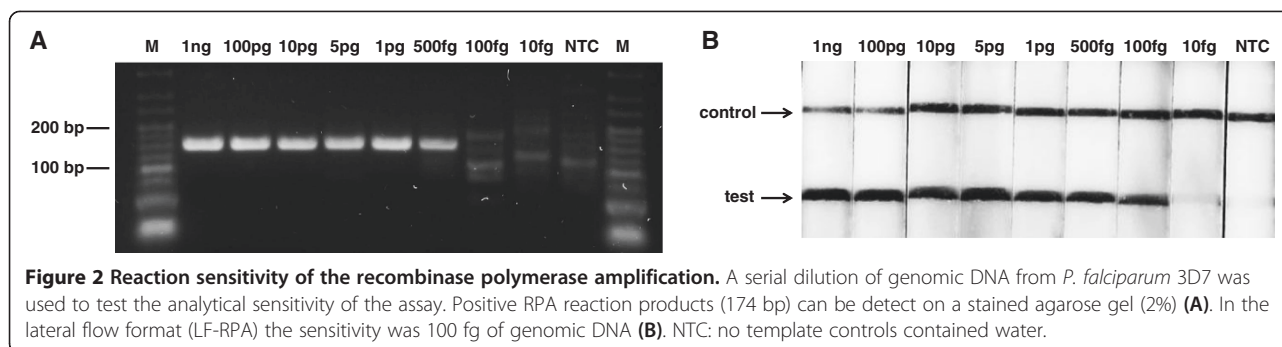 A
M 1ng 100pg 10pg 5pg 1pg 500fg 100fg 10fg NTC M
200 bp
100 bp
B
1ng 100pg 10pg 5pg 1pg 500fg 100fg 10fg NTC
control
test
Figure 2 Reaction sensitivity of the recombinase polymerase amplification. A serial dilution of genomic DNA from P. falciparum 3D7 was
used to test the analytical sensitivity of the assay. Positive RPA reaction products (174 bp) can be detect on a stained agarose gel (2%) (A). In the
lateral flow format (LF-RPA) the sensitivity was 100 fg of genomic DNA (B). NTC: no template controls contained water.